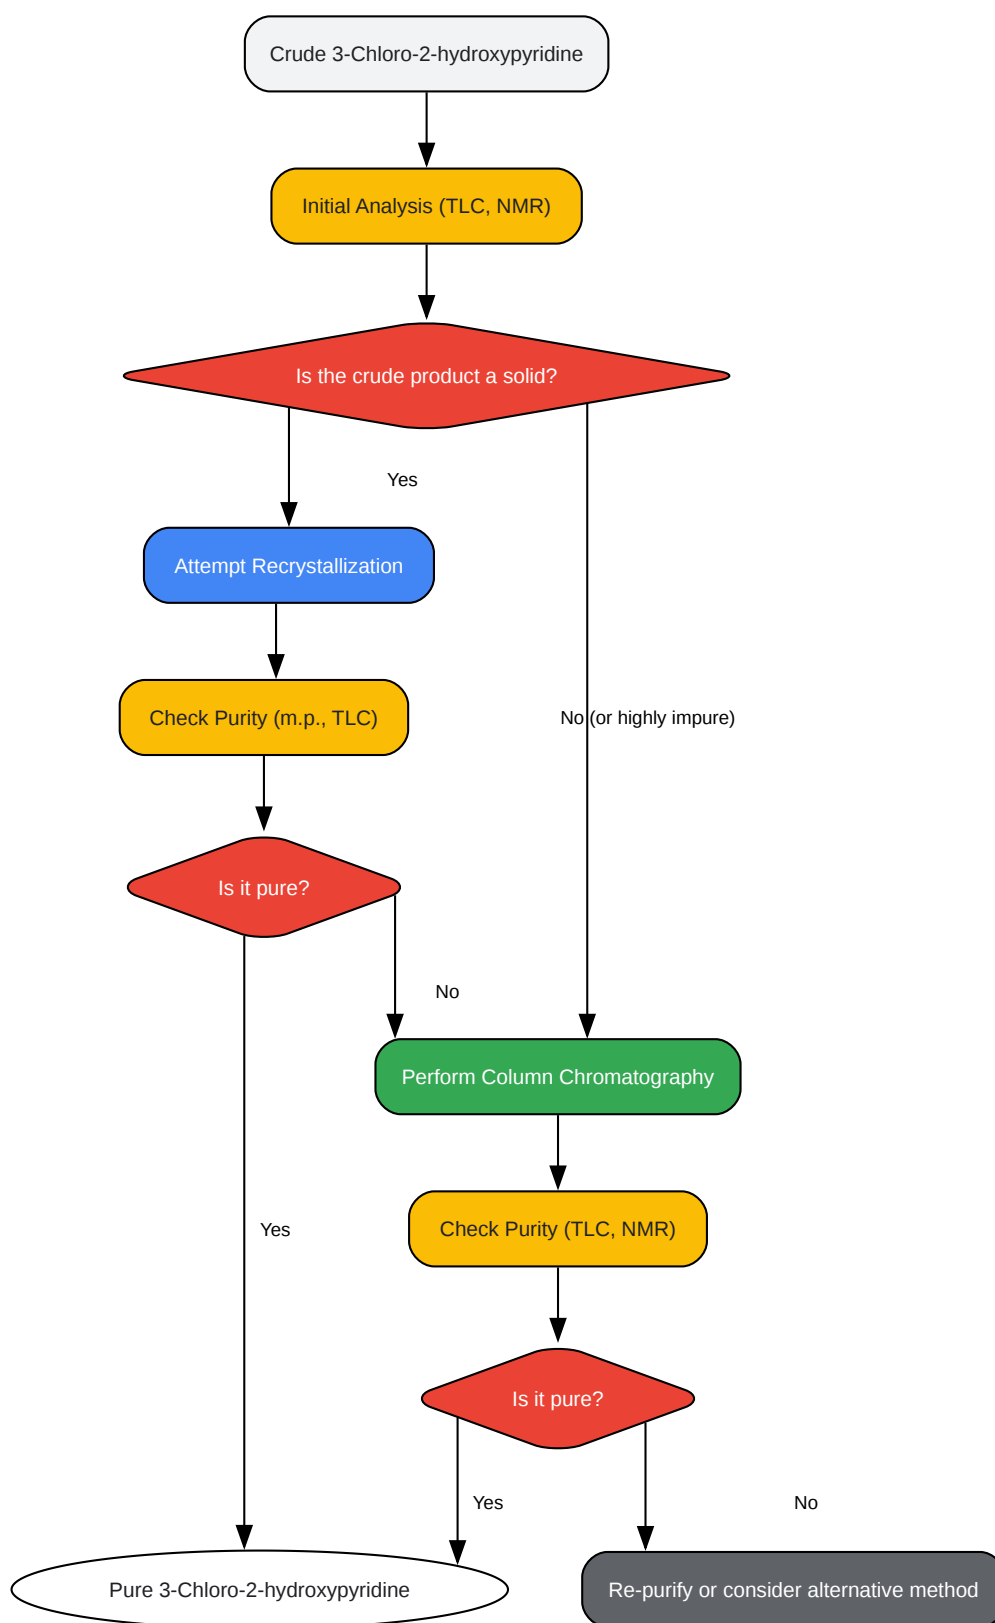 Crude 3-Chloro-2-hydroxypyridine
Initial Analysis (TLC, NMR)
Is the crude product a solid?
Yes
Attempt Recrystallization
No (or highly impure)
Check Purity (m.p., TLC)
Is it pure?
No
Perform Column Chromatography
Yes
Check Purity (TLC, NMR)
Is it pure?
Yes
No
Pure 3-Chloro-2-hydroxypyridine
Re-purify or consider alternative method